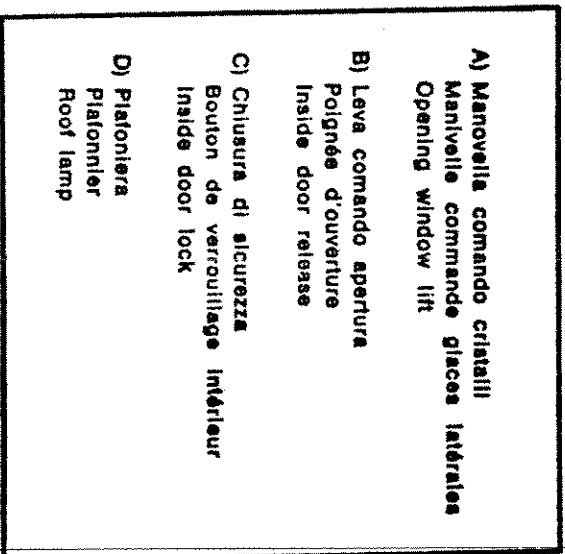 A) Manovella comando cristalli
Manivelle commande glaces latérales
Opening window lift
B) Leva comando apertura
Poignée d'ouverture
Inside door release
C) Chiusura di sicurezza
Bouton de verrouillage intérieur
Inside door lock
D) Plafoniera
Plafonnier
Roof lamp